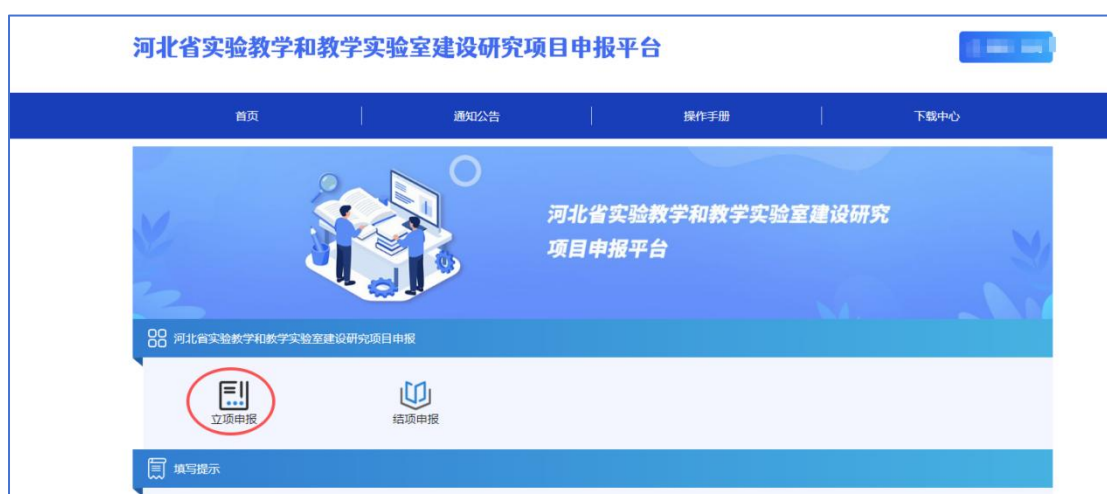 河北省实验教学和教学实验室建设研究项目申报平台
首页 通知公告 操作手册 下载中心
河北省实验教学和教学实验室建设研究
项目申报平台
河北省实验教学和教学实验室建设研究项目申报
立项申报 结项申报
填写提示